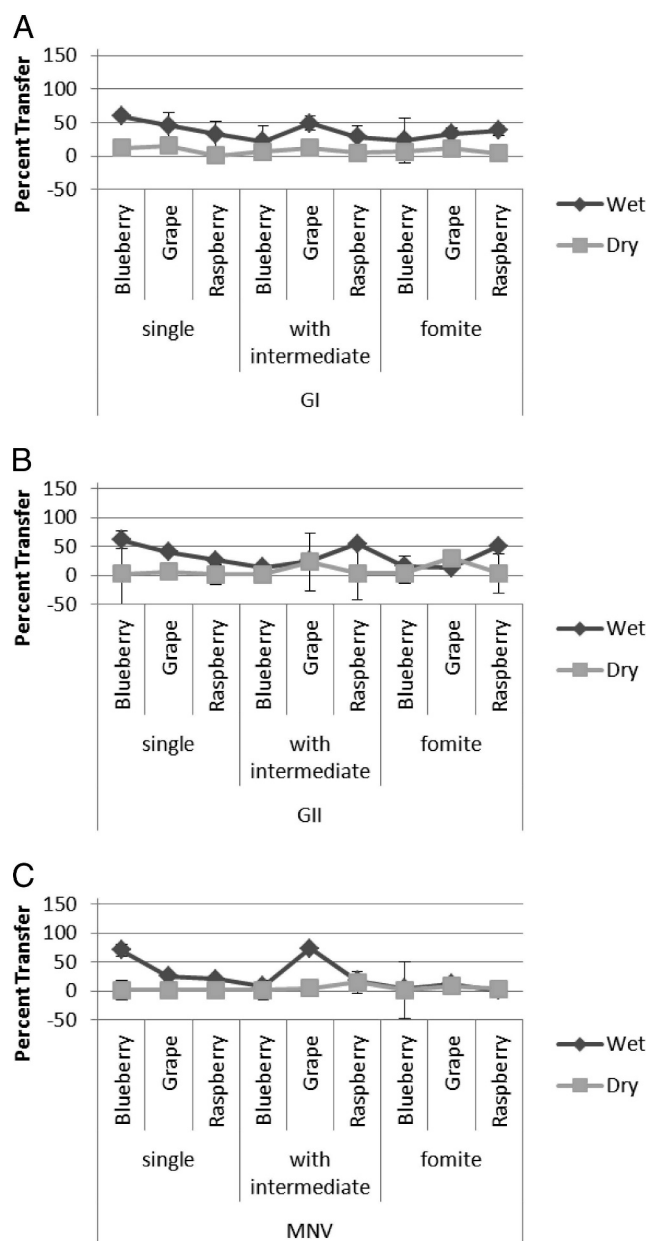 A
Percent Transfer
150
100
50
0
-50
Blueberry
Grape
Raspberry
Blueberry
Grape
Raspberry
Blueberry
Grape
Raspberry
single
with
intermediate
fomite
GI
Wet
Dry
B
Percent Transfer
150
100
50
0
-50
Blueberry
Grape
Raspberry
Blueberry
Grape
Raspberry
Blueberry
Grape
Raspberry
single
with
intermediate
fomite
GII
Wet
Dry
C
Percent Transfer
150
100
50
0
-50
Blueberry
Grape
Raspberry
Blueberry
Grape
Raspberry
Blueberry
Grape
Raspberry
single
with
intermediate
fomite
MNV
Wet
Dry